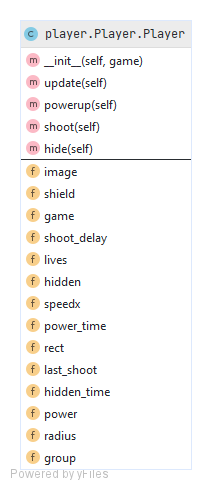 c player.Player.Player
m __init__(self, game)
m update(self)
m powerup(self)
m shoot(self)
m hide(self)
f image
f shield
f game
f shoot_delay
f lives
f hidden
f speedx
f power_time
f rect
f last_shoot
f hidden_time
f power
f radius
f group
Powered by yFiles